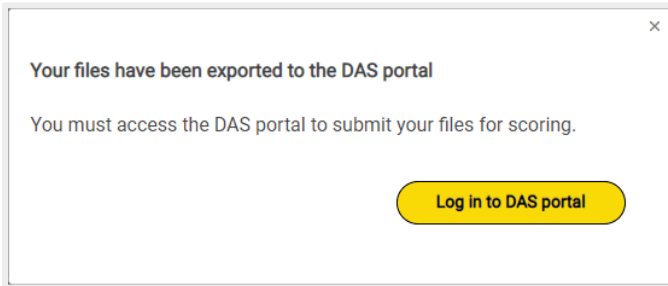 Your files have been exported to the DAS portal
You must access the DAS portal to submit your files for scoring.
Log in to DAS portal